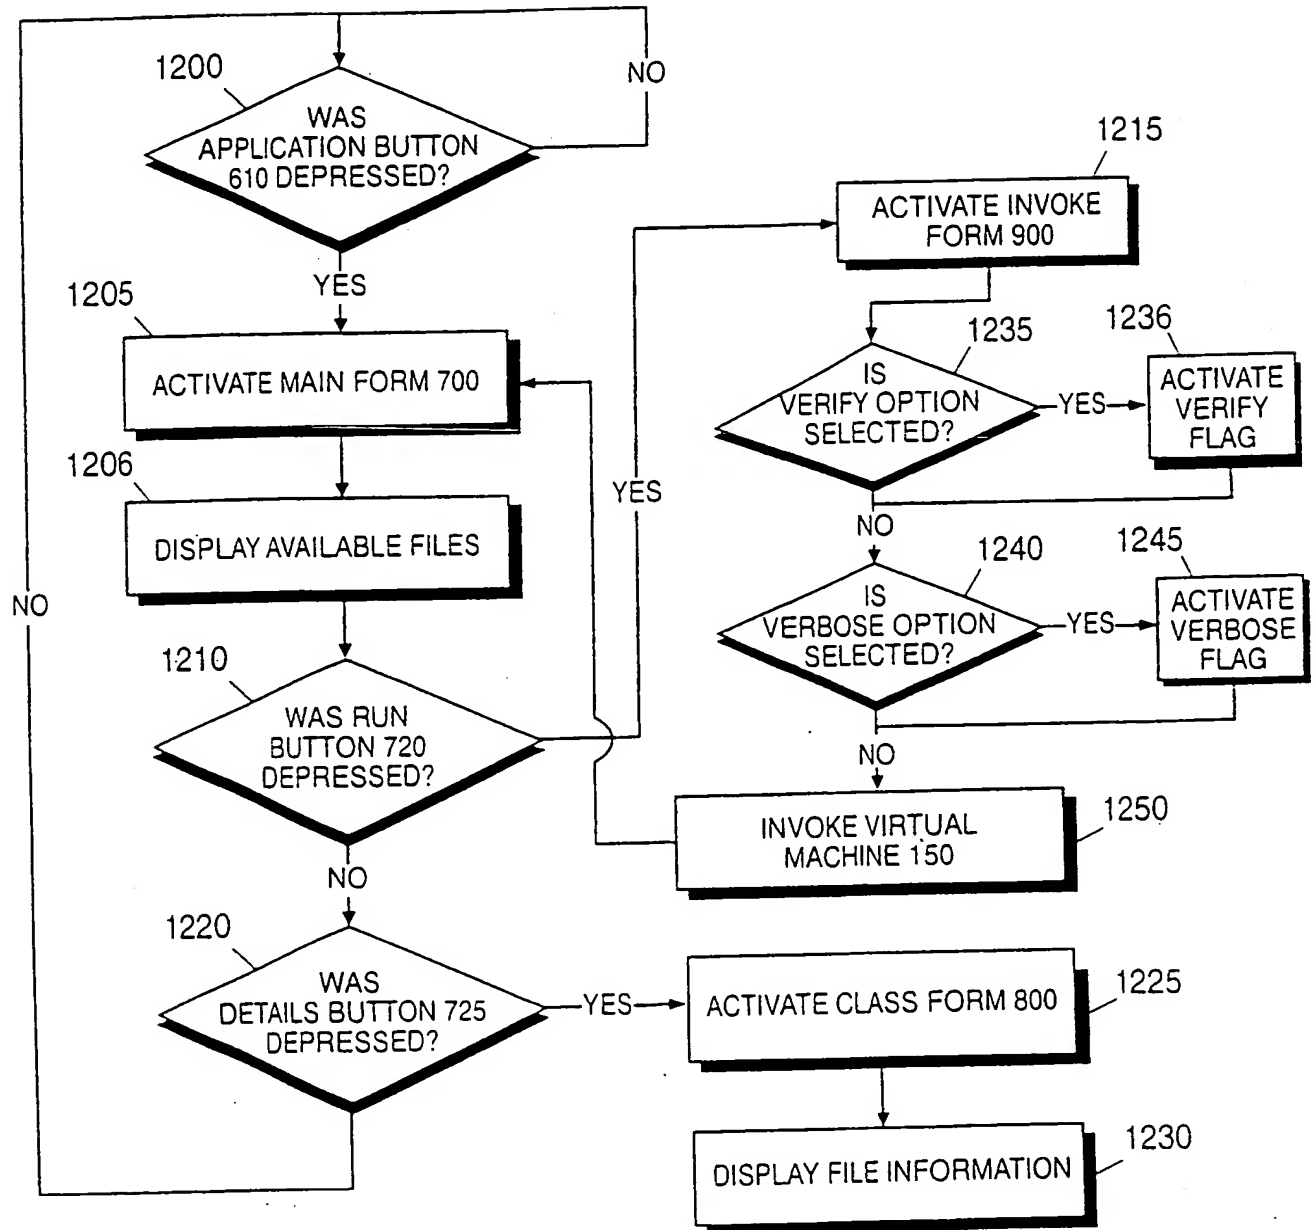 1200
WAS
APPLICATION BUTTON
610 DEPRESSED?
NO
YES
1205
ACTIVATE MAIN FORM 700
1206
DISPLAY AVAILABLE FILES
NO
1210
WAS RUN
BUTTON 720
DEPRESSED?
YES
NO
1220
WAS
DETAILS BUTTON 725
DEPRESSED?
YES
1215
ACTIVATE INVOKE
FORM 900
1235
IS
VERIFY OPTION
SELECTED?
YES
1236
ACTIVATE
VERIFY
FLAG
NO
1240
IS
VERBOSE OPTION
SELECTED?
YES
1245
ACTIVATE
VERBOSE
FLAG
NO
INVOKE VIRTUAL
MACHINE 150
1250
ACTIVATE CLASS FORM 800
1225
DISPLAY FILE INFORMATION
1230